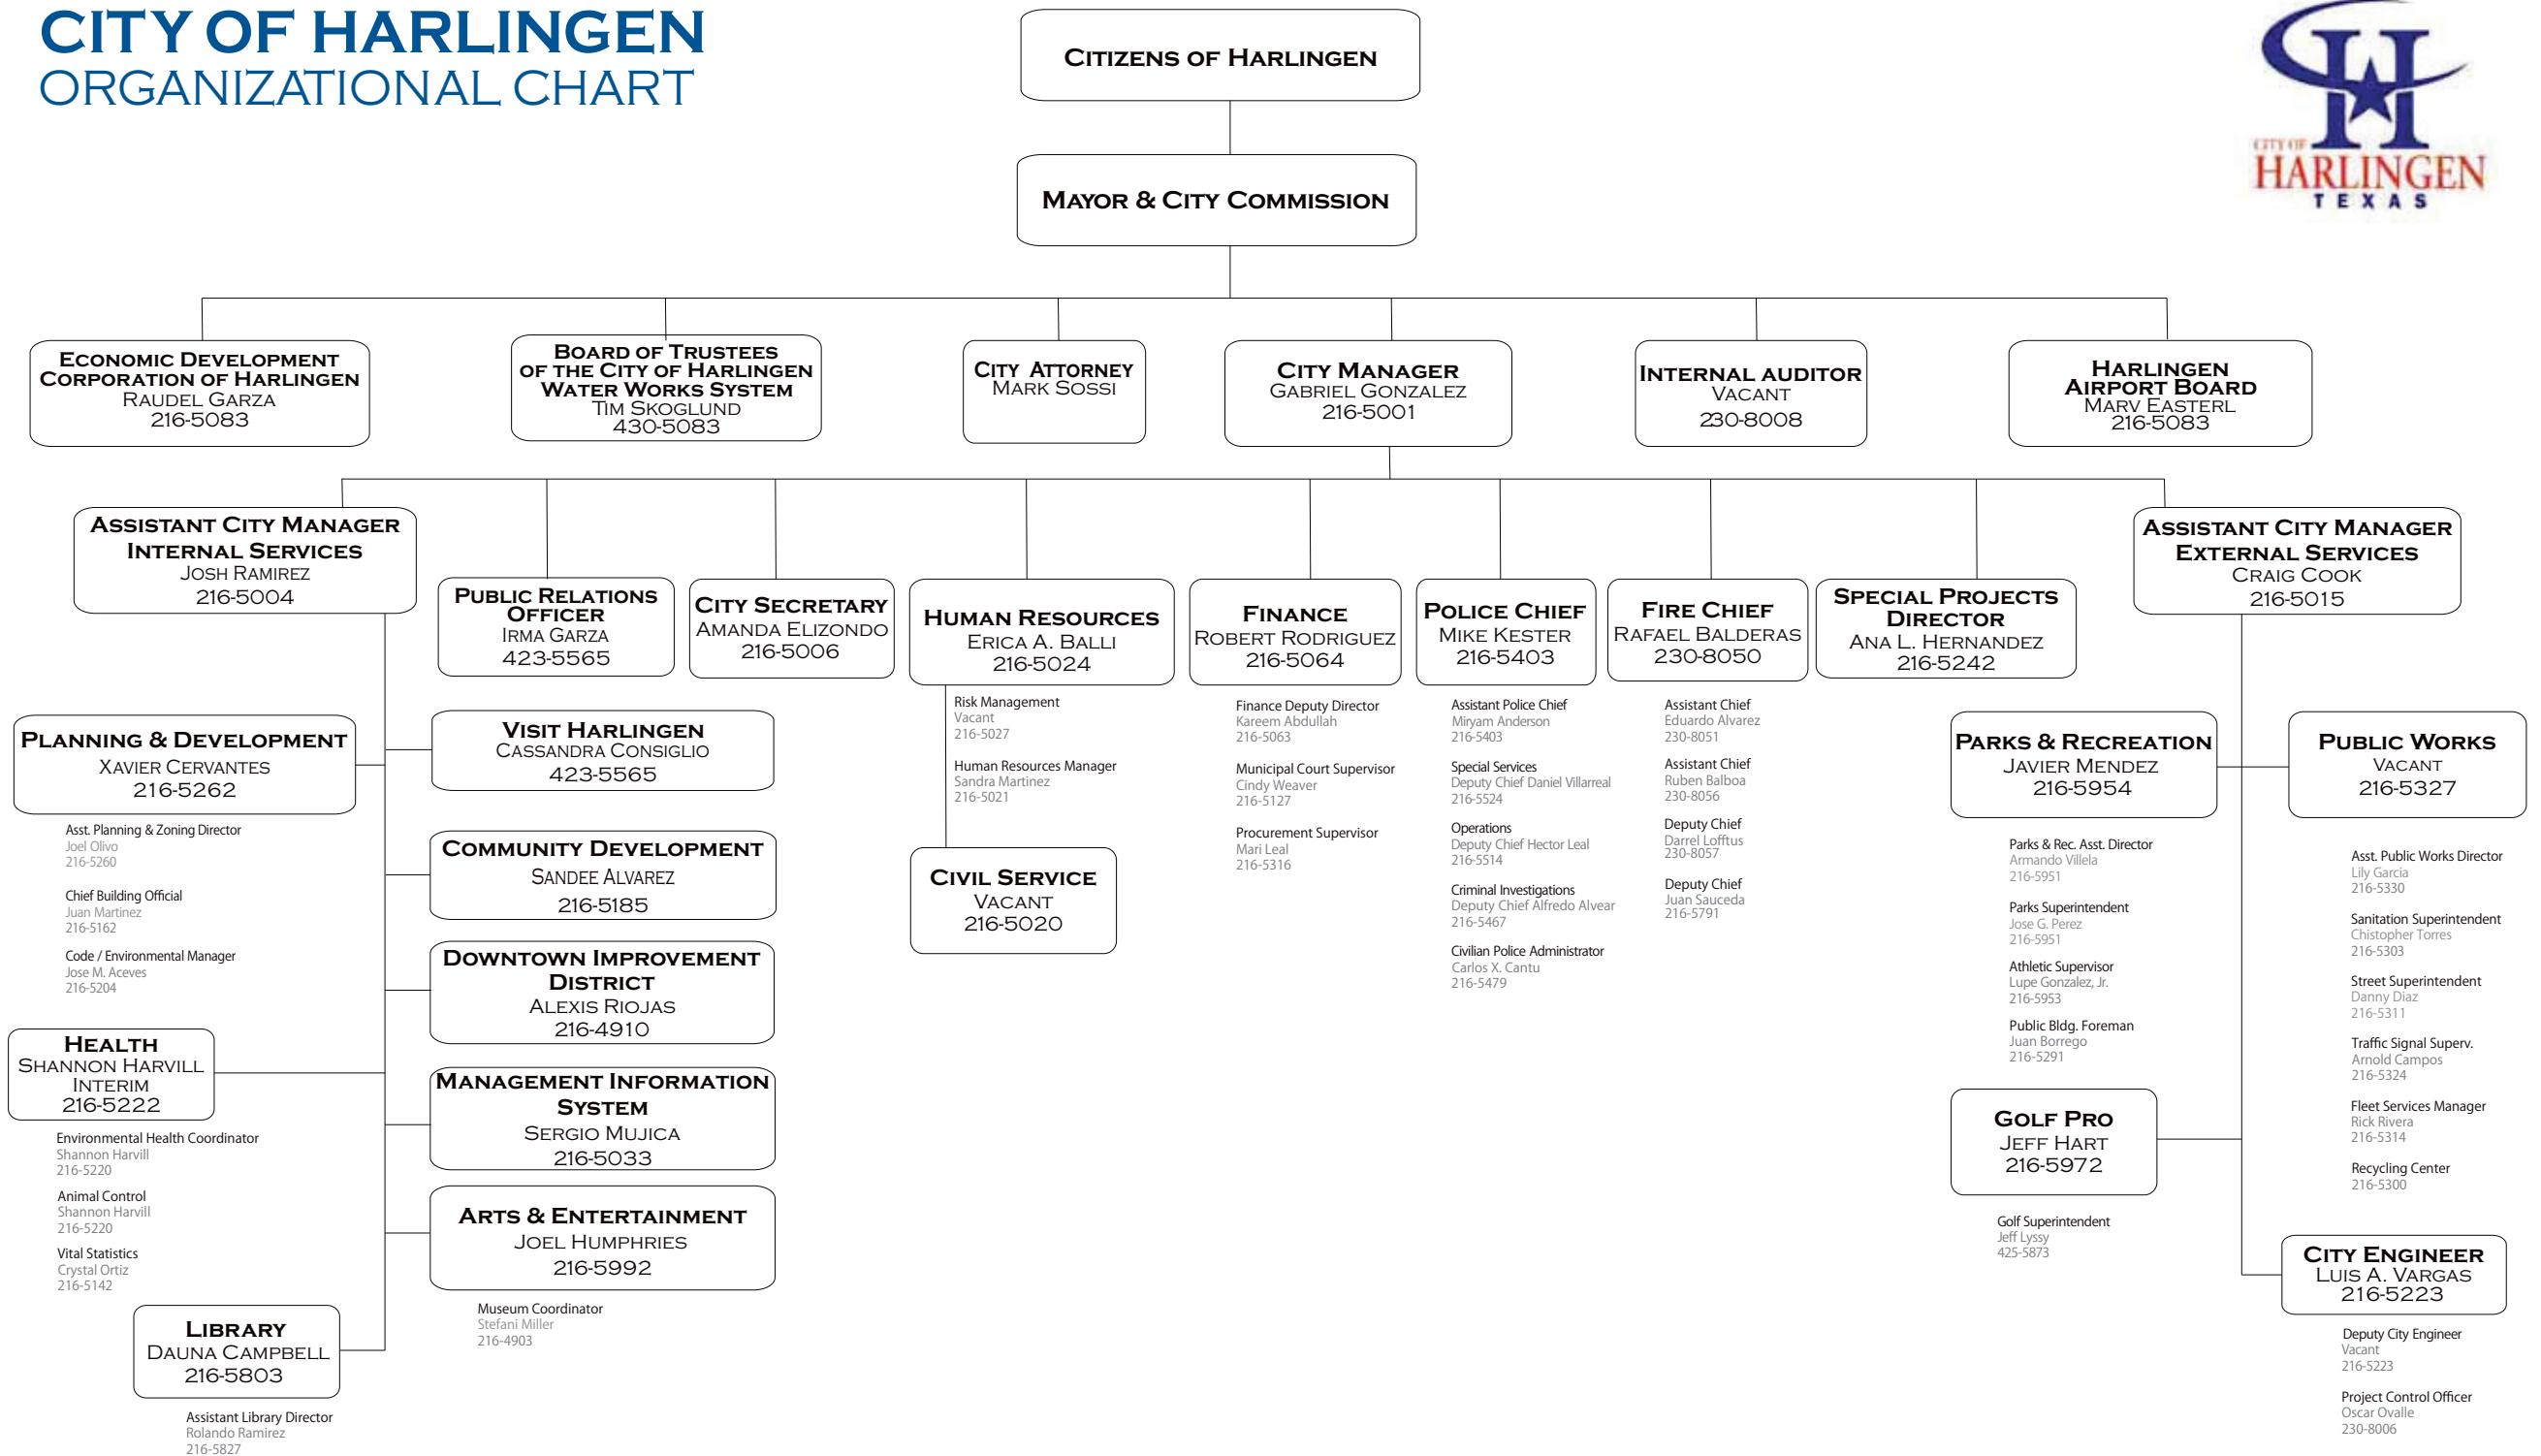 CITY OF HARLINGEN
ORGANIZATIONAL CHART
CITY OF
HARLINGEN
TEXAS
CITIZENS OF HARLINGEN
MAYOR & CITY COMMISSION
ECONOMIC DEVELOPMENT
CORPORATION OF HARLINGEN
RAUDEL GARZA
216-5083
BOARD OF TRUSTEES
OF THE CITY OF HARLINGEN
WATER WORKS SYSTEM
TIM SKOGLUND
430-5083
CITY ATTORNEY
MARK SOSSI
CITY MANAGER
GABRIEL GONZALEZ
216-5001
INTERNAL AUDITOR
VACANT
230-8008
HARLINGEN
AIRPORT BOARD
MARV EASTERL
216-5083
ASSISTANT CITY MANAGER
INTERNAL SERVICES
JOSH RAMIREZ
216-5004
PUBLIC RELATIONS
OFFICER
IRMA GARZA
423-5565
CITY SECRETARY
AMANDA ELIZONDO
216-5006
HUMAN RESOURCES
ERICA A. BALLI
216-5024
FINANCE
ROBERT RODRIGUEZ
216-5064
POLICE CHIEF
MIKE KESTER
216-5403
FIRE CHIEF
RAFAEL BALDERAS
230-8050
SPECIAL PROJECTS
DIRECTOR
ANA L. HERNANDEZ
216-5242
ASSISTANT CITY MANAGER
EXTERNAL SERVICES
CRAIG COOK
216-5015
PLANNING & DEVELOPMENT
XAVIER CERVANTES
216-5262
Asst. Planning & Zoning Director
Joel Olivo
216-5260
Chief Building Official
Juan Martinez
216-5162
Code / Environmental Manager
Jose M. Aceves
216-5204
HEALTH
SHANNON HARVILL
INTERIM
216-5222
Environmental Health Coordinator
Shannon Harvill
216-5220
Animal Control
Shannon Harvill
216-5220
Vital Statistics
Crystal Ortiz
216-5142
LIBRARY
DAUNA CAMPBELL
216-5803
Assistant Library Director
Rolando Ramirez
216-5827
VISIT HARLINGEN
CASSANDRA CONSIGLIO
423-5565
COMMUNITY DEVELOPMENT
SANDEE ALVAREZ
216-5185
DOWNTOWN IMPROVEMENT
DISTRICT
ALEXIS RIOJAS
216-4910
MANAGEMENT INFORMATION
SYSTEM
SERGIO MUJICA
216-5033
ARTS & ENTERTAINMENT
JOEL HUMPHRIES
216-5992
Museum Coordinator
Stefani Miller
216-4903
Risk Management
Vacant
216-5027
Human Resources Manager
Sandra Martinez
216-5021
CIVIL SERVICE
VACANT
216-5020
Finance Deputy Director
Kareem Abdullah
216-5063
Municipal Court Supervisor
Cindy Weaver
216-5127
Procurement Supervisor
Mari Leal
216-5316
Assistant Police Chief
Miryam Anderson
216-5403
Special Services
Deputy Chief Daniel Villarreal
216-5524
Operations
Deputy Chief Hector Leal
216-5514
Criminal Investigations
Deputy Chief Alfredo Alvear
216-5467
Civilian Police Administrator
Carlos X. Cantu
216-5479
Assistant Chief
Eduardo Alvarez
230-8051
Assistant Chief
Ruben Balboa
230-8056
Deputy Chief
Darrel Lofftus
230-8057
Deputy Chief
Juan Sauceda
216-5791
PARKS & RECREATION
JAVIER MENDEZ
216-5954
Parks & Rec. Asst. Director
Armando Villela
216-5951
Parks Superintendent
Jose G. Perez
216-5951
Athletic Supervisor
Lupe Gonzalez, Jr.
216-5953
Public Bldg. Foreman
Juan Borrego
216-5291
GOLF PRO
JEFF HART
216-5972
Golf Superintendent
Jeff Lyssy
425-5873
PUBLIC WORKS
VACANT
216-5327
Asst. Public Works Director
Lily Garcia
216-5330
Sanitation Superintendent
Chistopher Torres
216-5303
Street Superintendent
Danny Diaz
216-5311
Traffic Signal Superv.
Arnold Campos
216-5324
Fleet Services Manager
Rick Rivera
216-5314
Recycling Center
216-5300
CITY ENGINEER
LUIS A. VARGAS
216-5223
Deputy City Engineer
Vacant
216-5223
Project Control Officer
Oscar Ovalle
230-8006